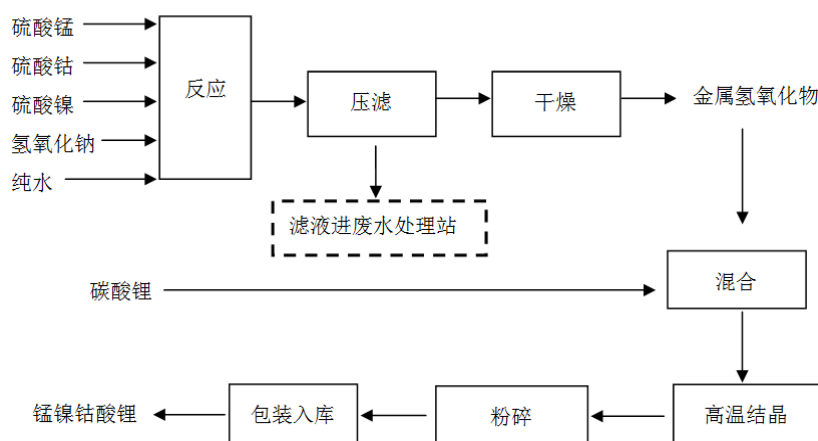 硫酸锰
硫酸钴
硫酸镍
氢氧化钠
纯水
反应
压滤
干燥
金属氢氧化物
滤液进废水处理站
碳酸锂
混合
高温结晶
粉碎
包装入库
锰镍钴酸锂